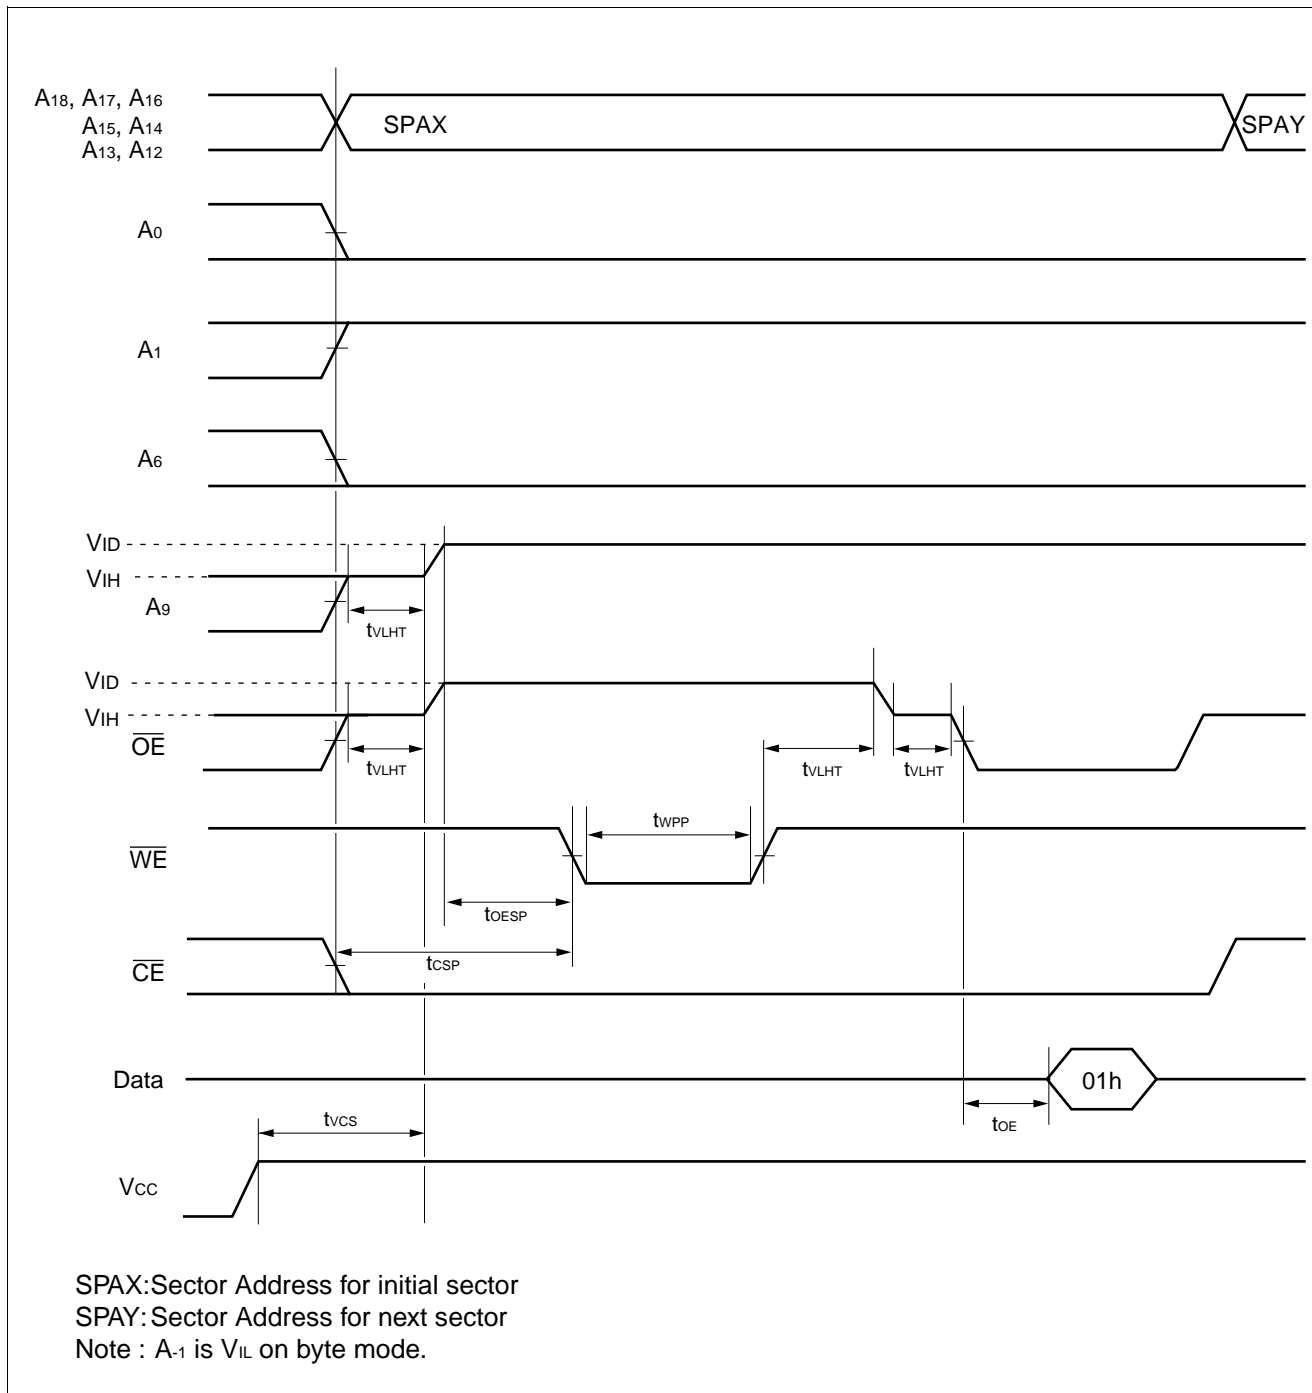 A18, A17, A16
A15, A14
A13, A12
SPAX
SPAY
A0
A1
A6
VID
VIH
A9
tVLHT
VID
VIH
OE
tVLHT
tVLHT
tVLHT
tWPP
WE
tOESP
tCSP
CE
Data
01h
tVCS
tOE
VCC
SPAX:Sector Address for initial sector
SPAY:Sector Address for next sector
Note : A-1 is VIL on byte mode.